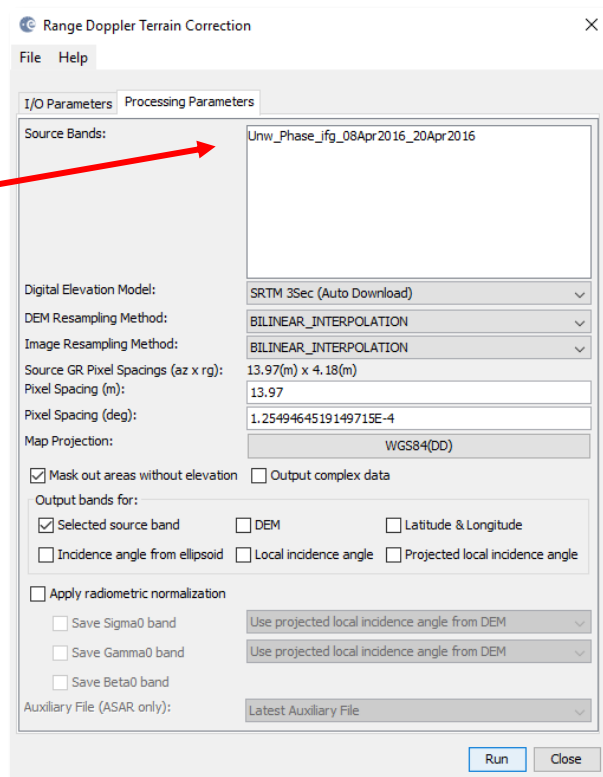 Range Doppler Terrain Correction
File Help
I/O Parameters Processing Parameters
Source Bands: Unw_Phase_ifg_08Apr2016_20Apr2016
Digital Elevation Model: SRTM 3Sec (Auto Download)
DEM Resampling Method: BILINEAR_INTERPOLATION
Image Resampling Method: BILINEAR_INTERPOLATION
Source GR Pixel Spacings (az x rg): 13.97(m) x 4.18(m)
Pixel Spacing (m): 13.97
Pixel Spacing (deg): 1.2549464519149715E-4
Map Projection: WGS84(DD)
Mask out areas without elevation Output complex data
Output bands for:
Selected source band DEM Latitude & Longitude
Incidence angle from ellipsoid Local incidence angle Projected local incidence angle
Apply radiometric normalization
Save Sigma0 band Use projected local incidence angle from DEM
Save Gamma0 band Use projected local incidence angle from DEM
Save Beta0 band
Auxiliary File (ASAR only): Latest Auxiliary File
Run Close